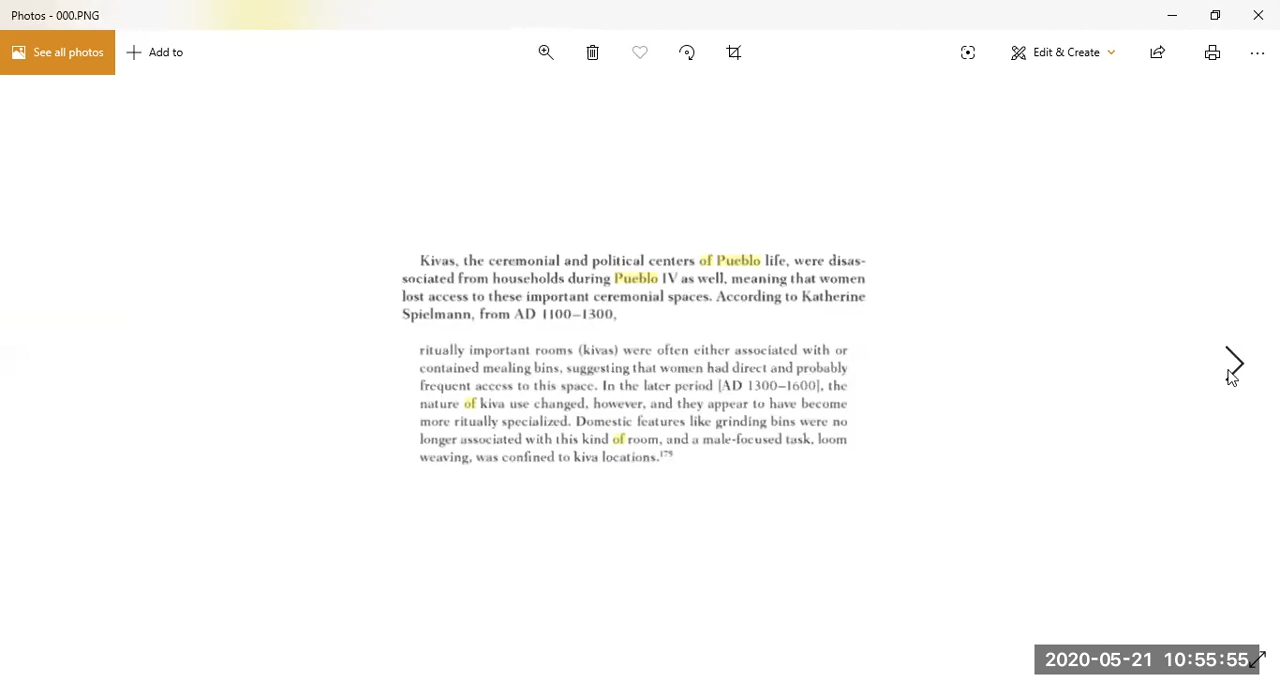 Photos - 000.PNG
See all photos
Add to
Edit & Create
Kivas, the ceremonial and political centers of Pueblo life, were disas-
sociated from households during Pueblo IV as well, meaning that women
lost access to these important ceremonial spaces. According to Katherine
Spielmann, from AD 1100–1300,
ritually important rooms (kivas) were often either associated with or
contained mealing bins, suggesting that women had direct and probably
frequent access to this space. In the later period [AD 1300–1600], the
nature of kiva use changed, however, and they appear to have become
more ritually specialized. Domestic features like grinding bins were no
longer associated with this kind of room, and a male-focused task, loom
weaving, was confined to kiva locations.¹⁷⁹
2020-05-21 10:55:55